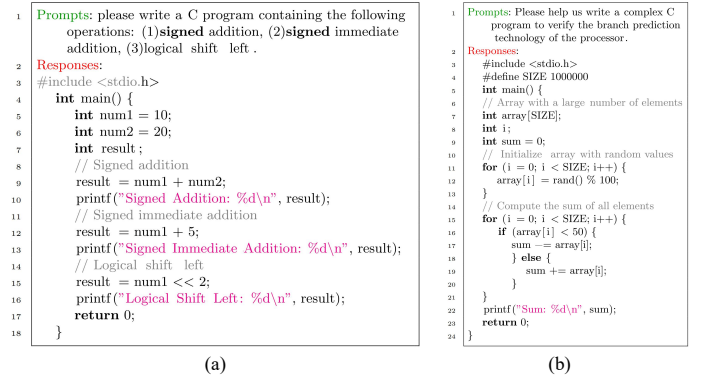 1 Prompts: please write a C program containing the following
operations: (1)signed addition, (2)signed immediate
addition, (3)logical shift left.
2 Responses:
3 #include <stdio.h>
4 int main() {
5 int num1 = 10;
6 int num2 = 20;
7 int result;
8 // Signed addition
9 result = num1 + num2;
10 printf("Signed Addition: %d\n", result);
11 // Signed immediate addition
12 result = num1 + 5;
13 printf("Signed Immediate Addition: %d\n", result);
14 // Logical shift left
15 result = num1 << 2;
16 printf("Logical Shift Left: %d\n", result);
17 return 0;
18 }
(a)
1 Prompts: Please help us write a complex C
program to verify the branch prediction
technology of the processor.
2 Responses:
3 #include <stdio.h>
4 #define SIZE 1000000
5 int main() {
6 // Array with a large number of elements
7 int array[SIZE];
8 int i;
9 int sum = 0;
10 // Initialize array with random values
11 for (i = 0; i < SIZE; i++) {
12 array[i] = rand() % 100;
13 }
14 // Compute the sum of all elements
15 for (i = 0; i < SIZE; i++) {
16 if (array[i] < 50) {
17 sum -= array[i];
18 } else {
19 sum += array[i];
20 }
21 }
22 printf("Sum: %d\n", sum);
23 return 0;
24 }
(b)